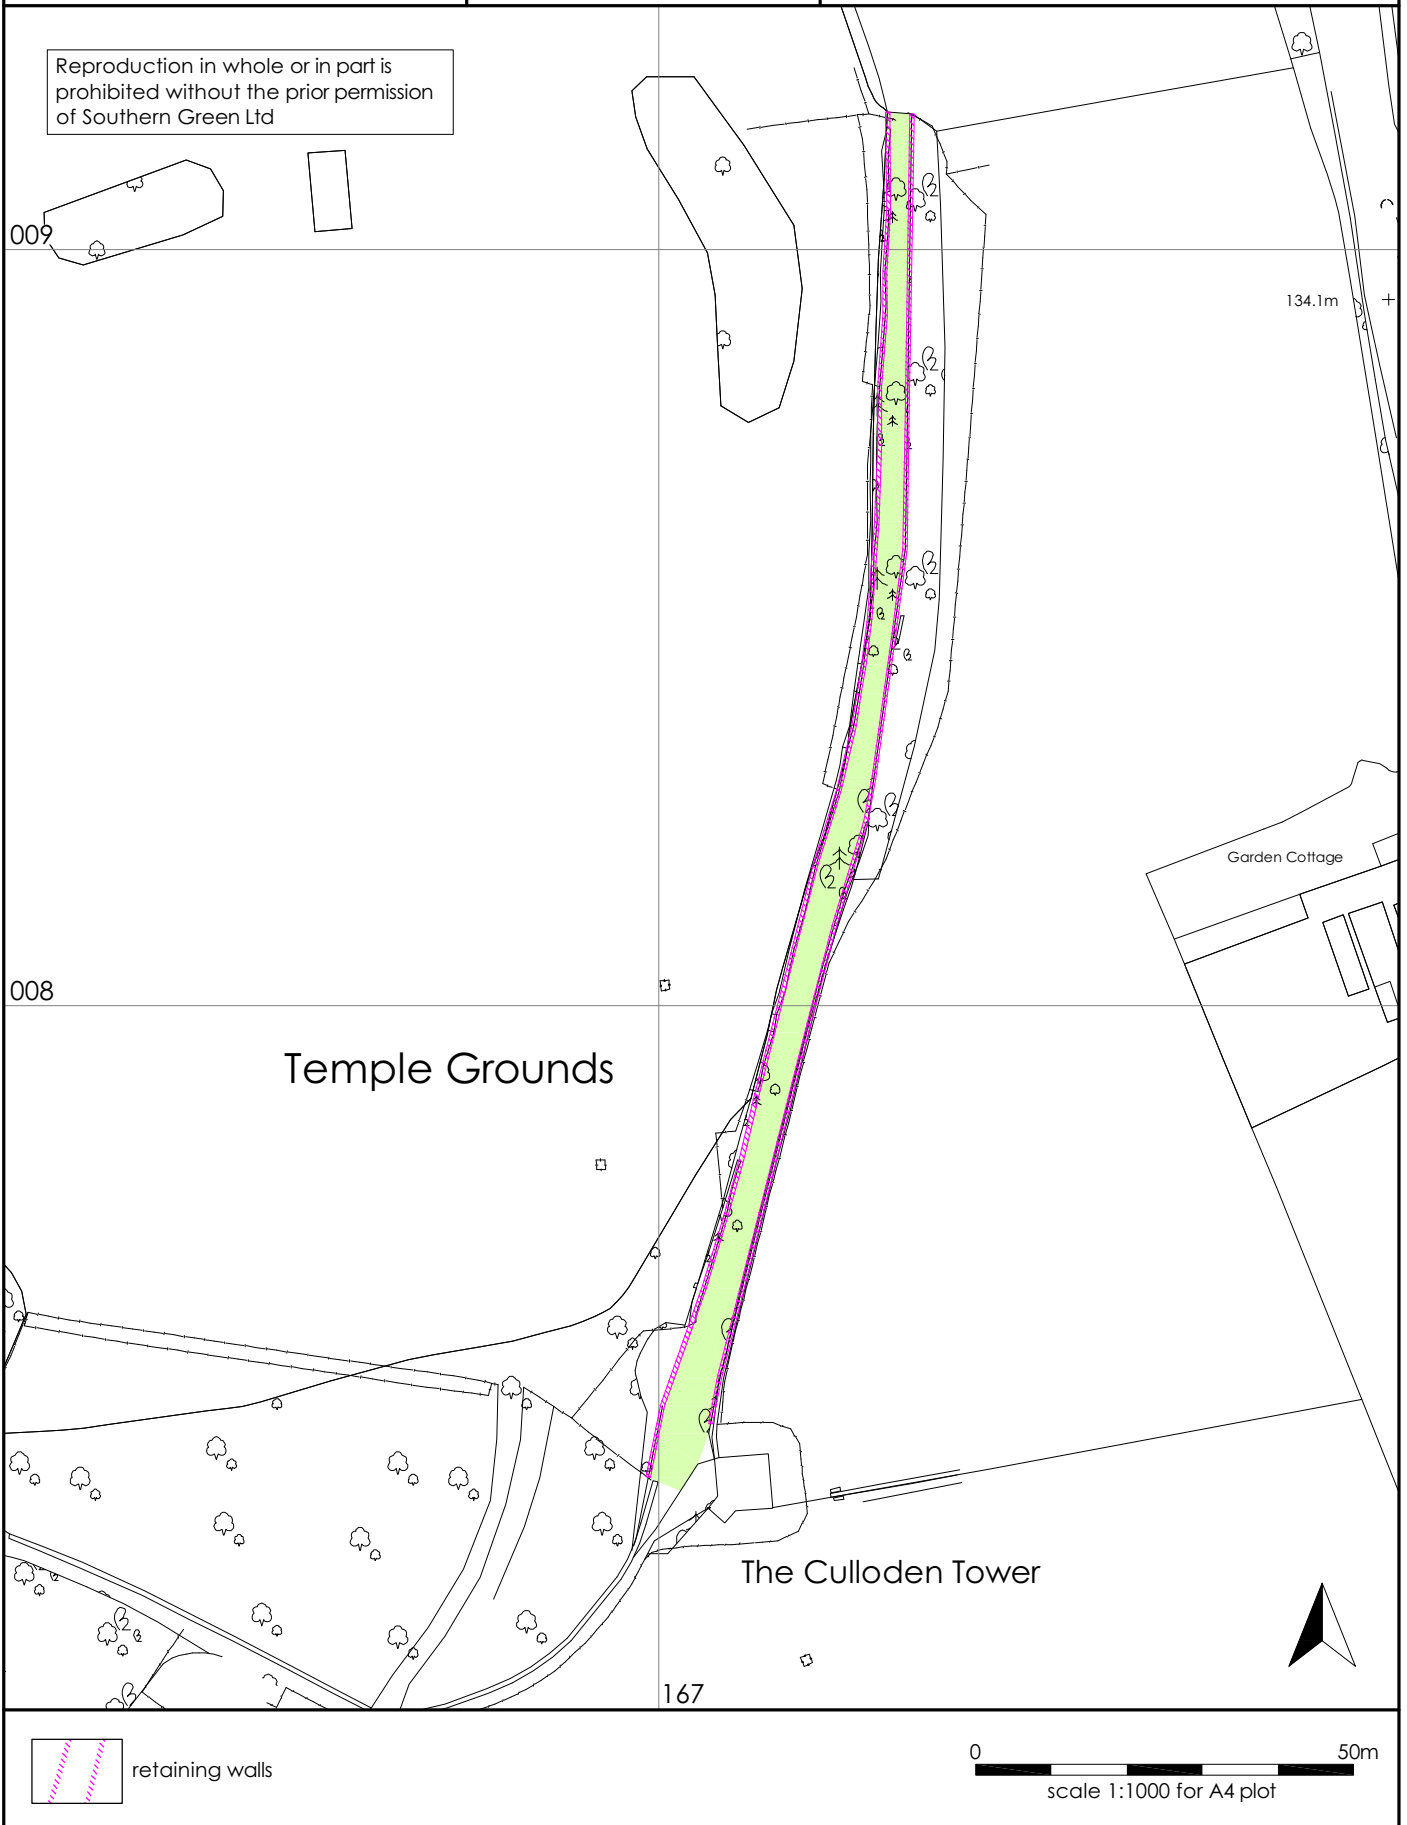 Reproduction in whole or in part is
prohibited without the prior permission
of Southern Green Ltd
009
134.1m
Garden Cottage
008
Temple Grounds
The Culloden Tower
167
retaining walls
0 50m
scale 1:1000 for A4 plot